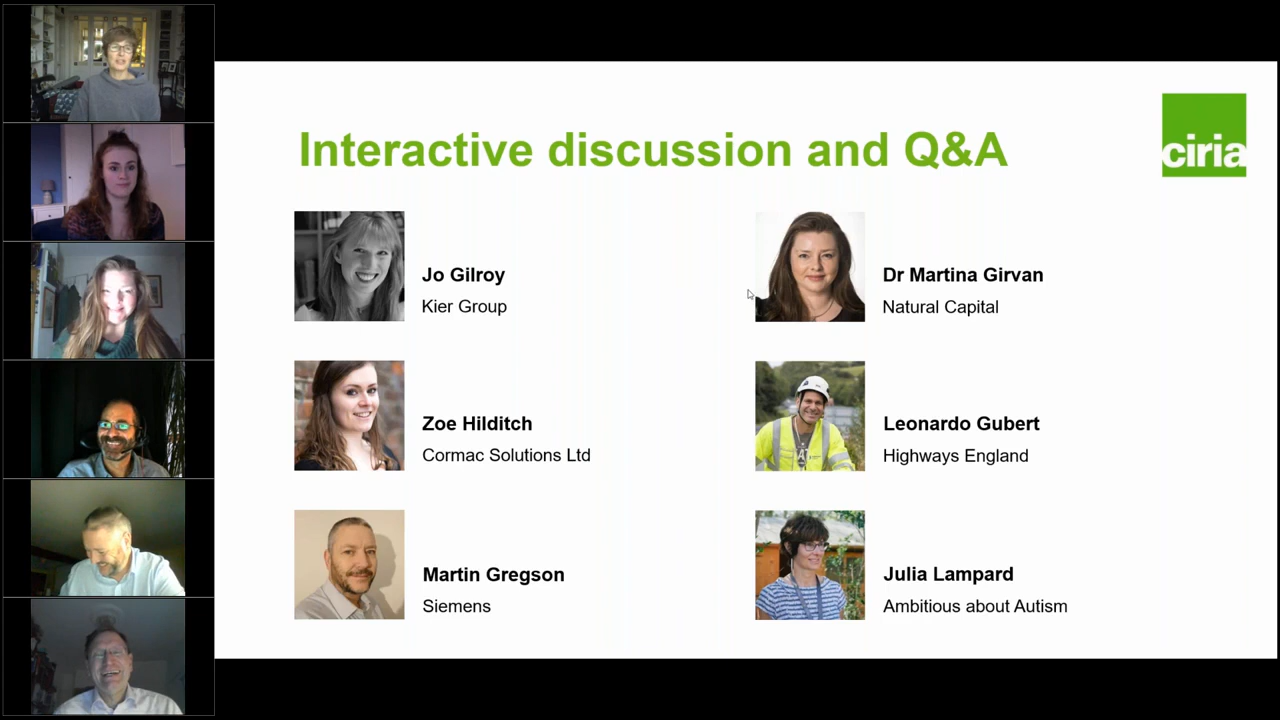 Interactive discussion and Q&A
ciria
Jo Gilroy
Kier Group
Dr Martina Girvan
Natural Capital
Zoe Hilditch
Cormac Solutions Ltd
Leonardo Gubert
Highways England
Martin Gregson
Siemens
Julia Lampard
Ambitious about Autism